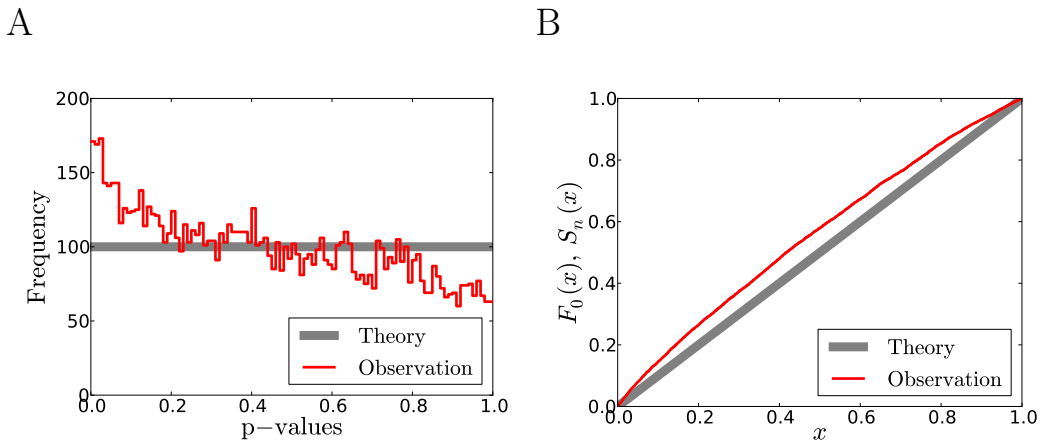 A
B
200
150
100
50
0
0.0 0.2 0.4 0.6 0.8 1.0
Frequency
p−values
Theory
Observation
1.0
0.8
0.6
0.4
0.2
0.0
0.0 0.2 0.4 0.6 0.8 1.0
F₀(x), Sₙ(x)
x
Theory
Observation